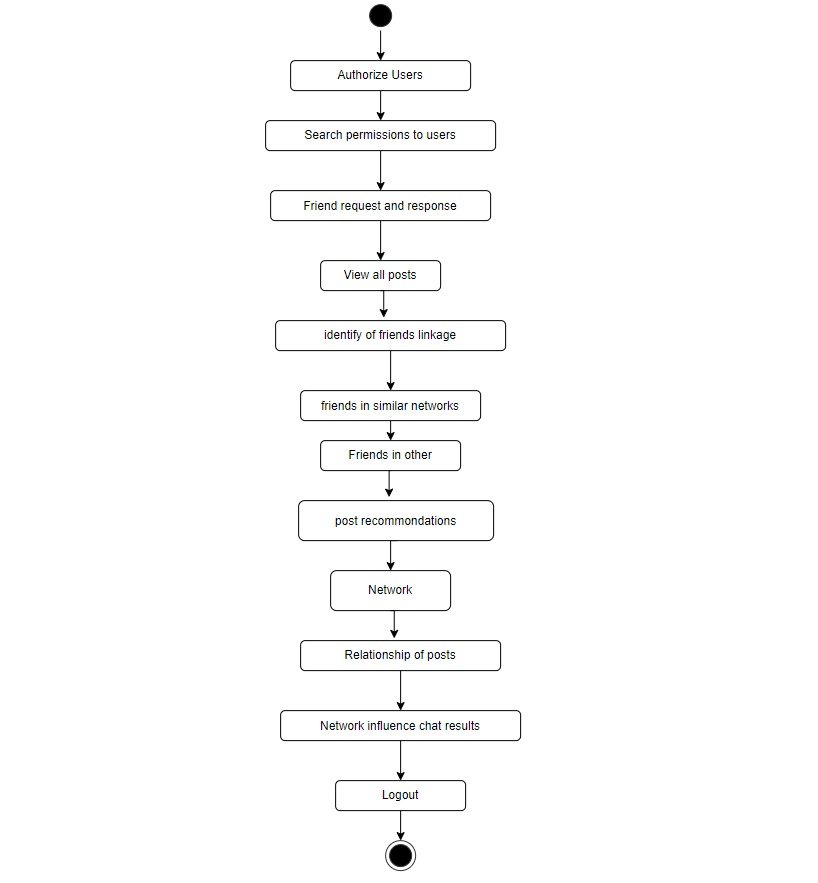 Authorize Users
Search permissions to users
Friend request and response
View all posts
identify of friends linkage
friends in similar networks
Friends in other
post recommondations
Network
Relationship of posts
Network influence chat results
Logout